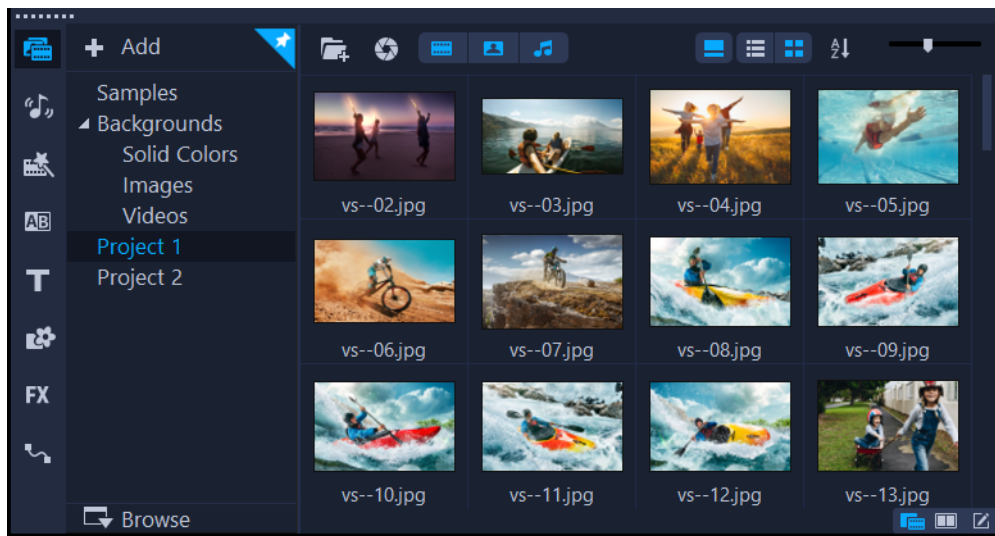 Add
Samples
Backgrounds
Solid Colors
Images
Videos
Project 1
Project 2
Browse
AB
T
FX
A
Z
vs--02.jpg vs--03.jpg vs--04.jpg vs--05.jpg
vs--06.jpg vs--07.jpg vs--08.jpg vs--09.jpg
vs--10.jpg vs--11.jpg vs--12.jpg vs--13.jpg